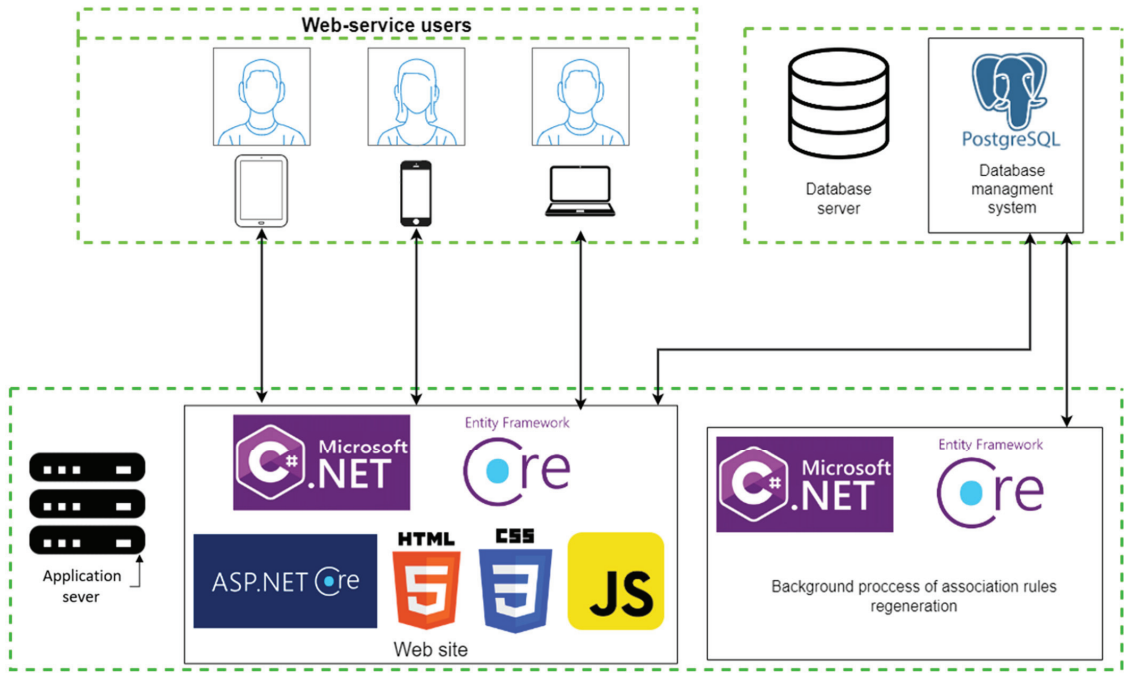 Web-service users
PostgreSQL
Database
server
Database
managment
system
Application
sever
C#
Microsoft
.NET
Entity Framework
Core
ASP.NET Core
HTML
5
CSS
3
JS
Web site
C#
Microsoft
.NET
Entity Framework
Core
Background proccess of association rules
regeneration